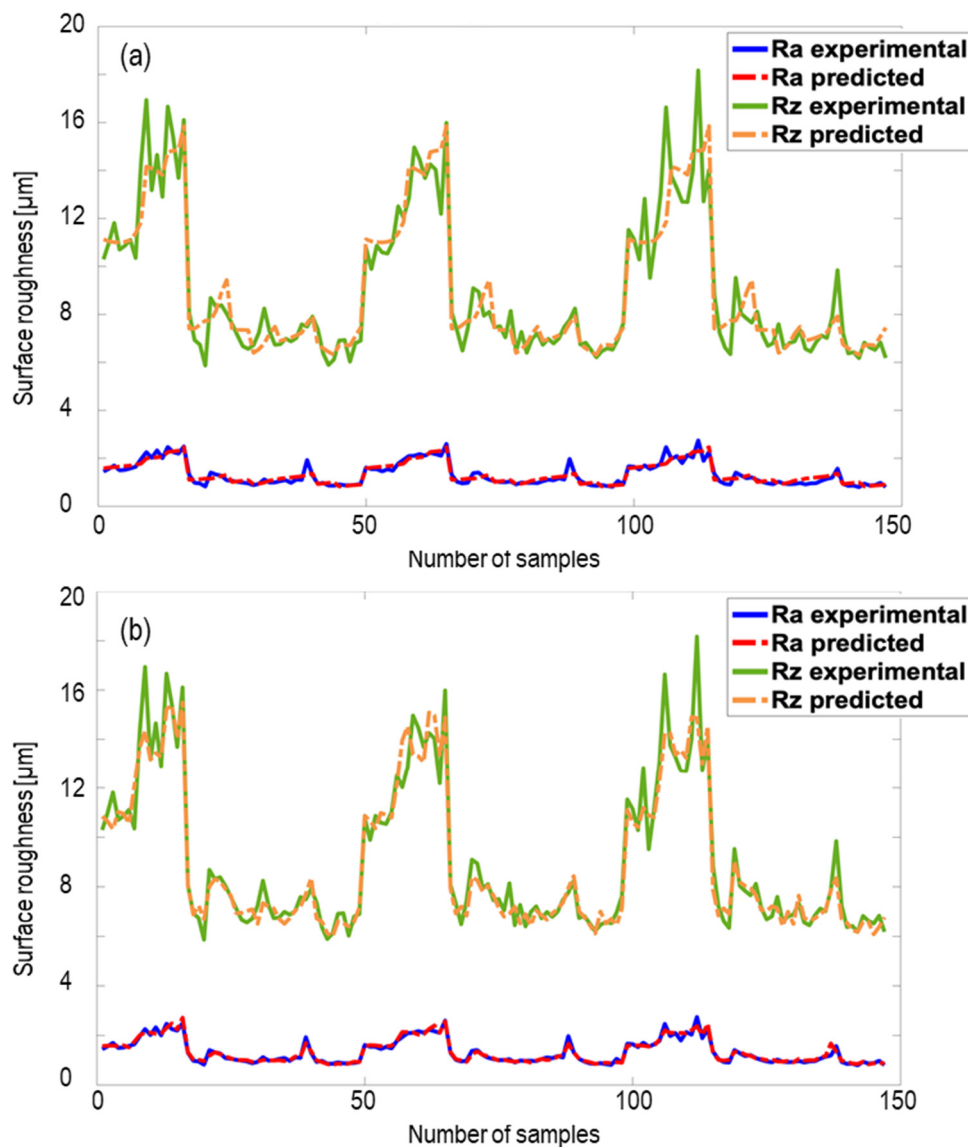 20
(a)
Ra experimental
Ra predicted
Rz experimental
Rz predicted
16
12
8
4
0
Surface roughness [µm]
0
50
100
150
Number of samples
20
(b)
Ra experimental
Ra predicted
Rz experimental
Rz predicted
16
12
8
4
0
Surface roughness [µm]
0
50
100
150
Number of samples